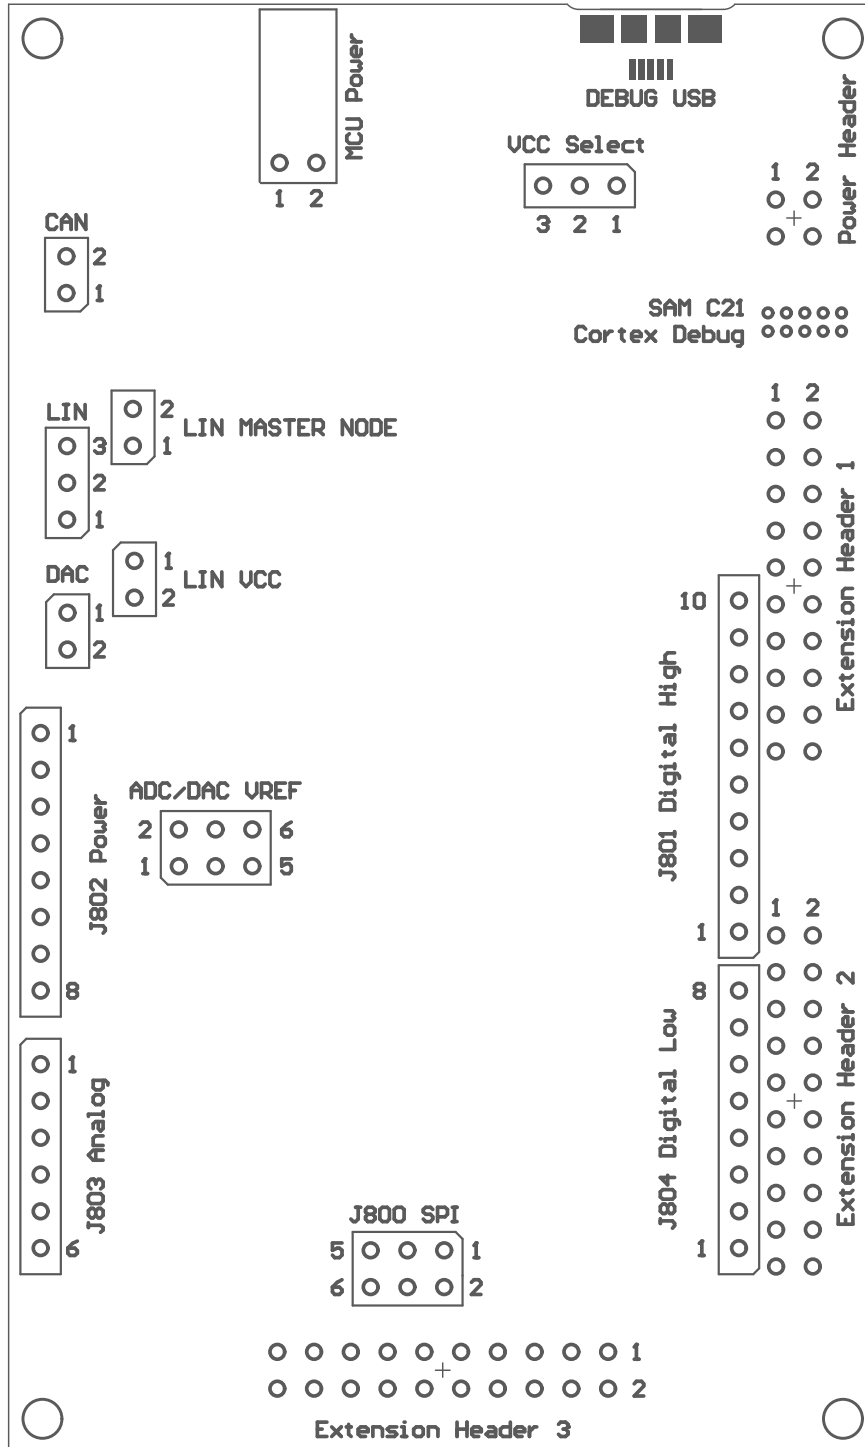 DEBUG USB
MCU Power
1 2
VCC Select
3 2 1
Power Header
1 2
CAN
2
1
SAM C21
Cortex Debug
LIN
3
2
1
2
1
LIN MASTER NODE
1 2
Extension Header 1
DAC
1
2
1
2
LIN VCC
10
J801 Digital High
1
1
J802 Power
8
ADC/DAC VREF
2 6
1 5
1 2
Extension Header 2
8
J804 Digital Low
1
1
J803 Analog
6
J800 SPI
5 1
6 2
1
2
Extension Header 3